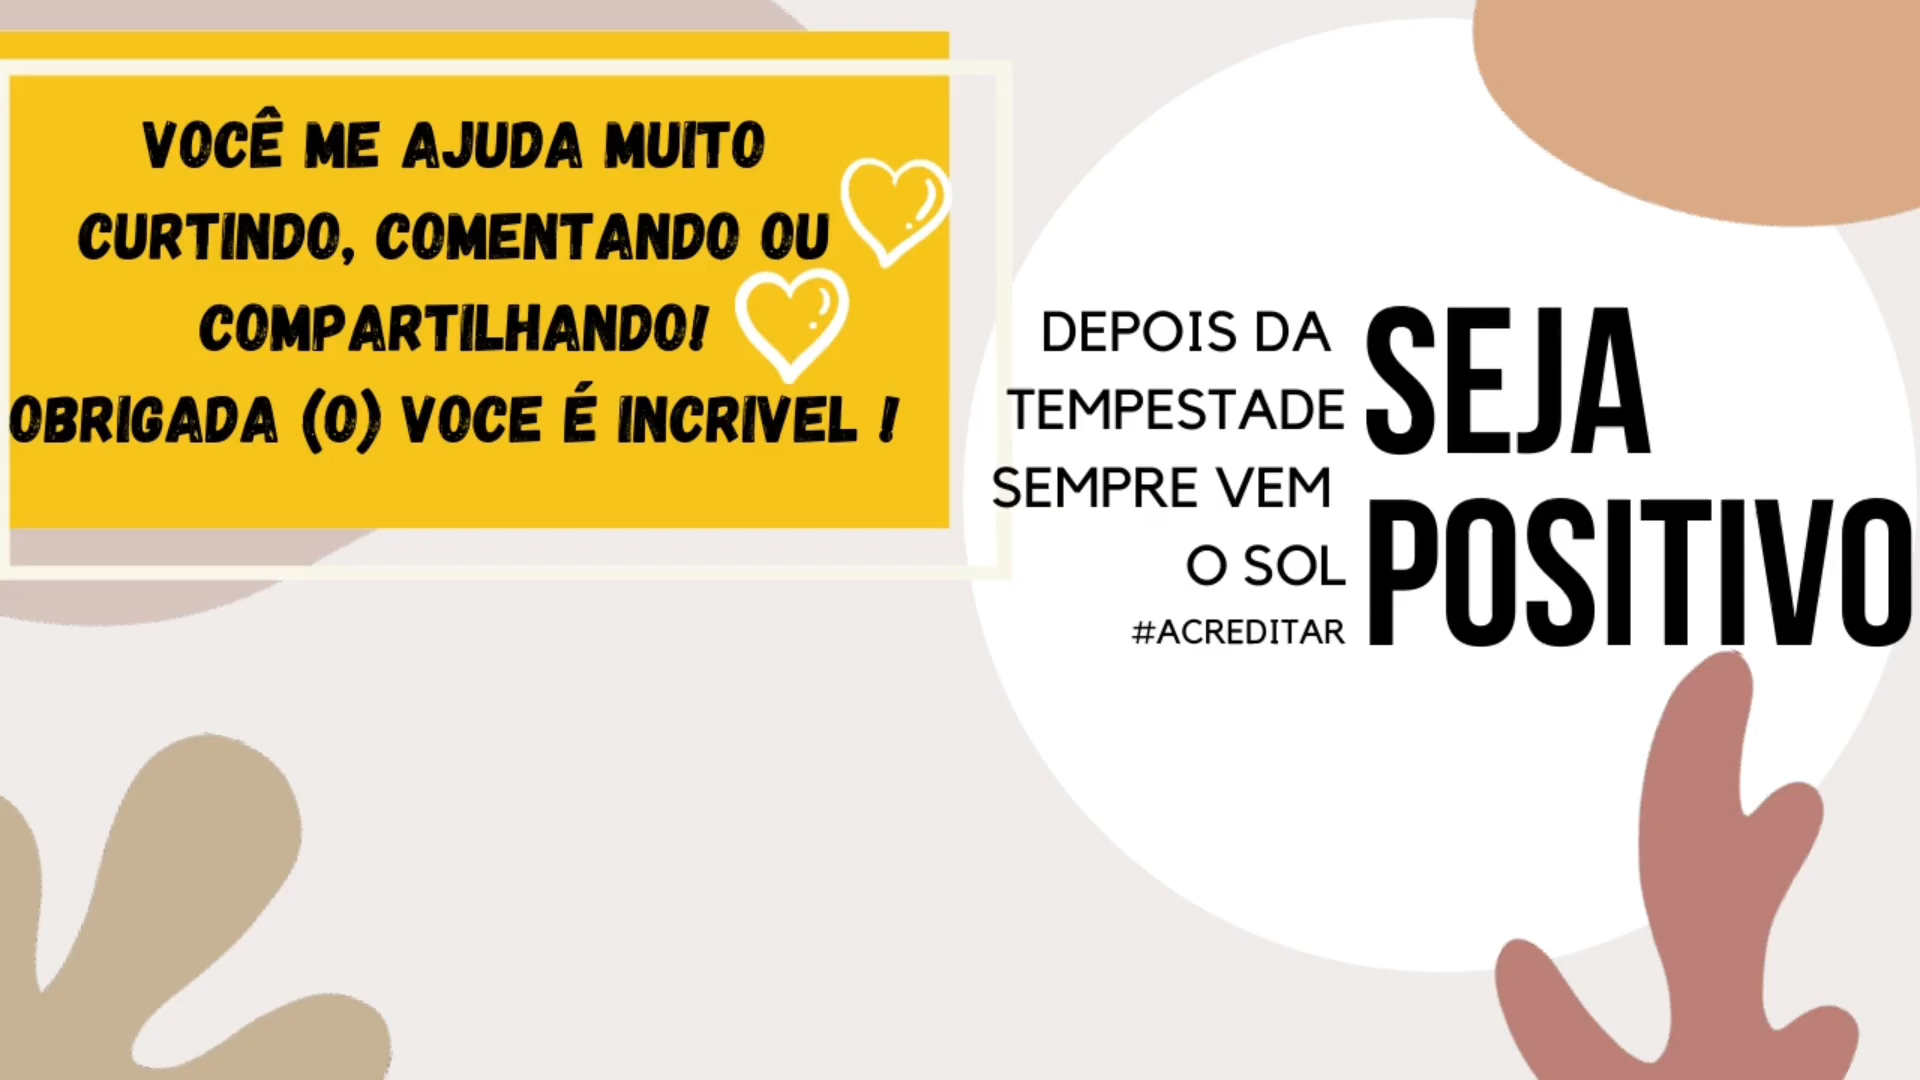 VOCÊ ME AJUDA MUITO
CURTINDO, COMENTANDO OU
COMPARTILHANDO!
OBRIGADA (O) VOCE É INCRIVEL !
DEPOIS DA
TEMPESTADE
SEMPRE VEM
O SOL
#ACREDITAR
SEJA
POSITIVO